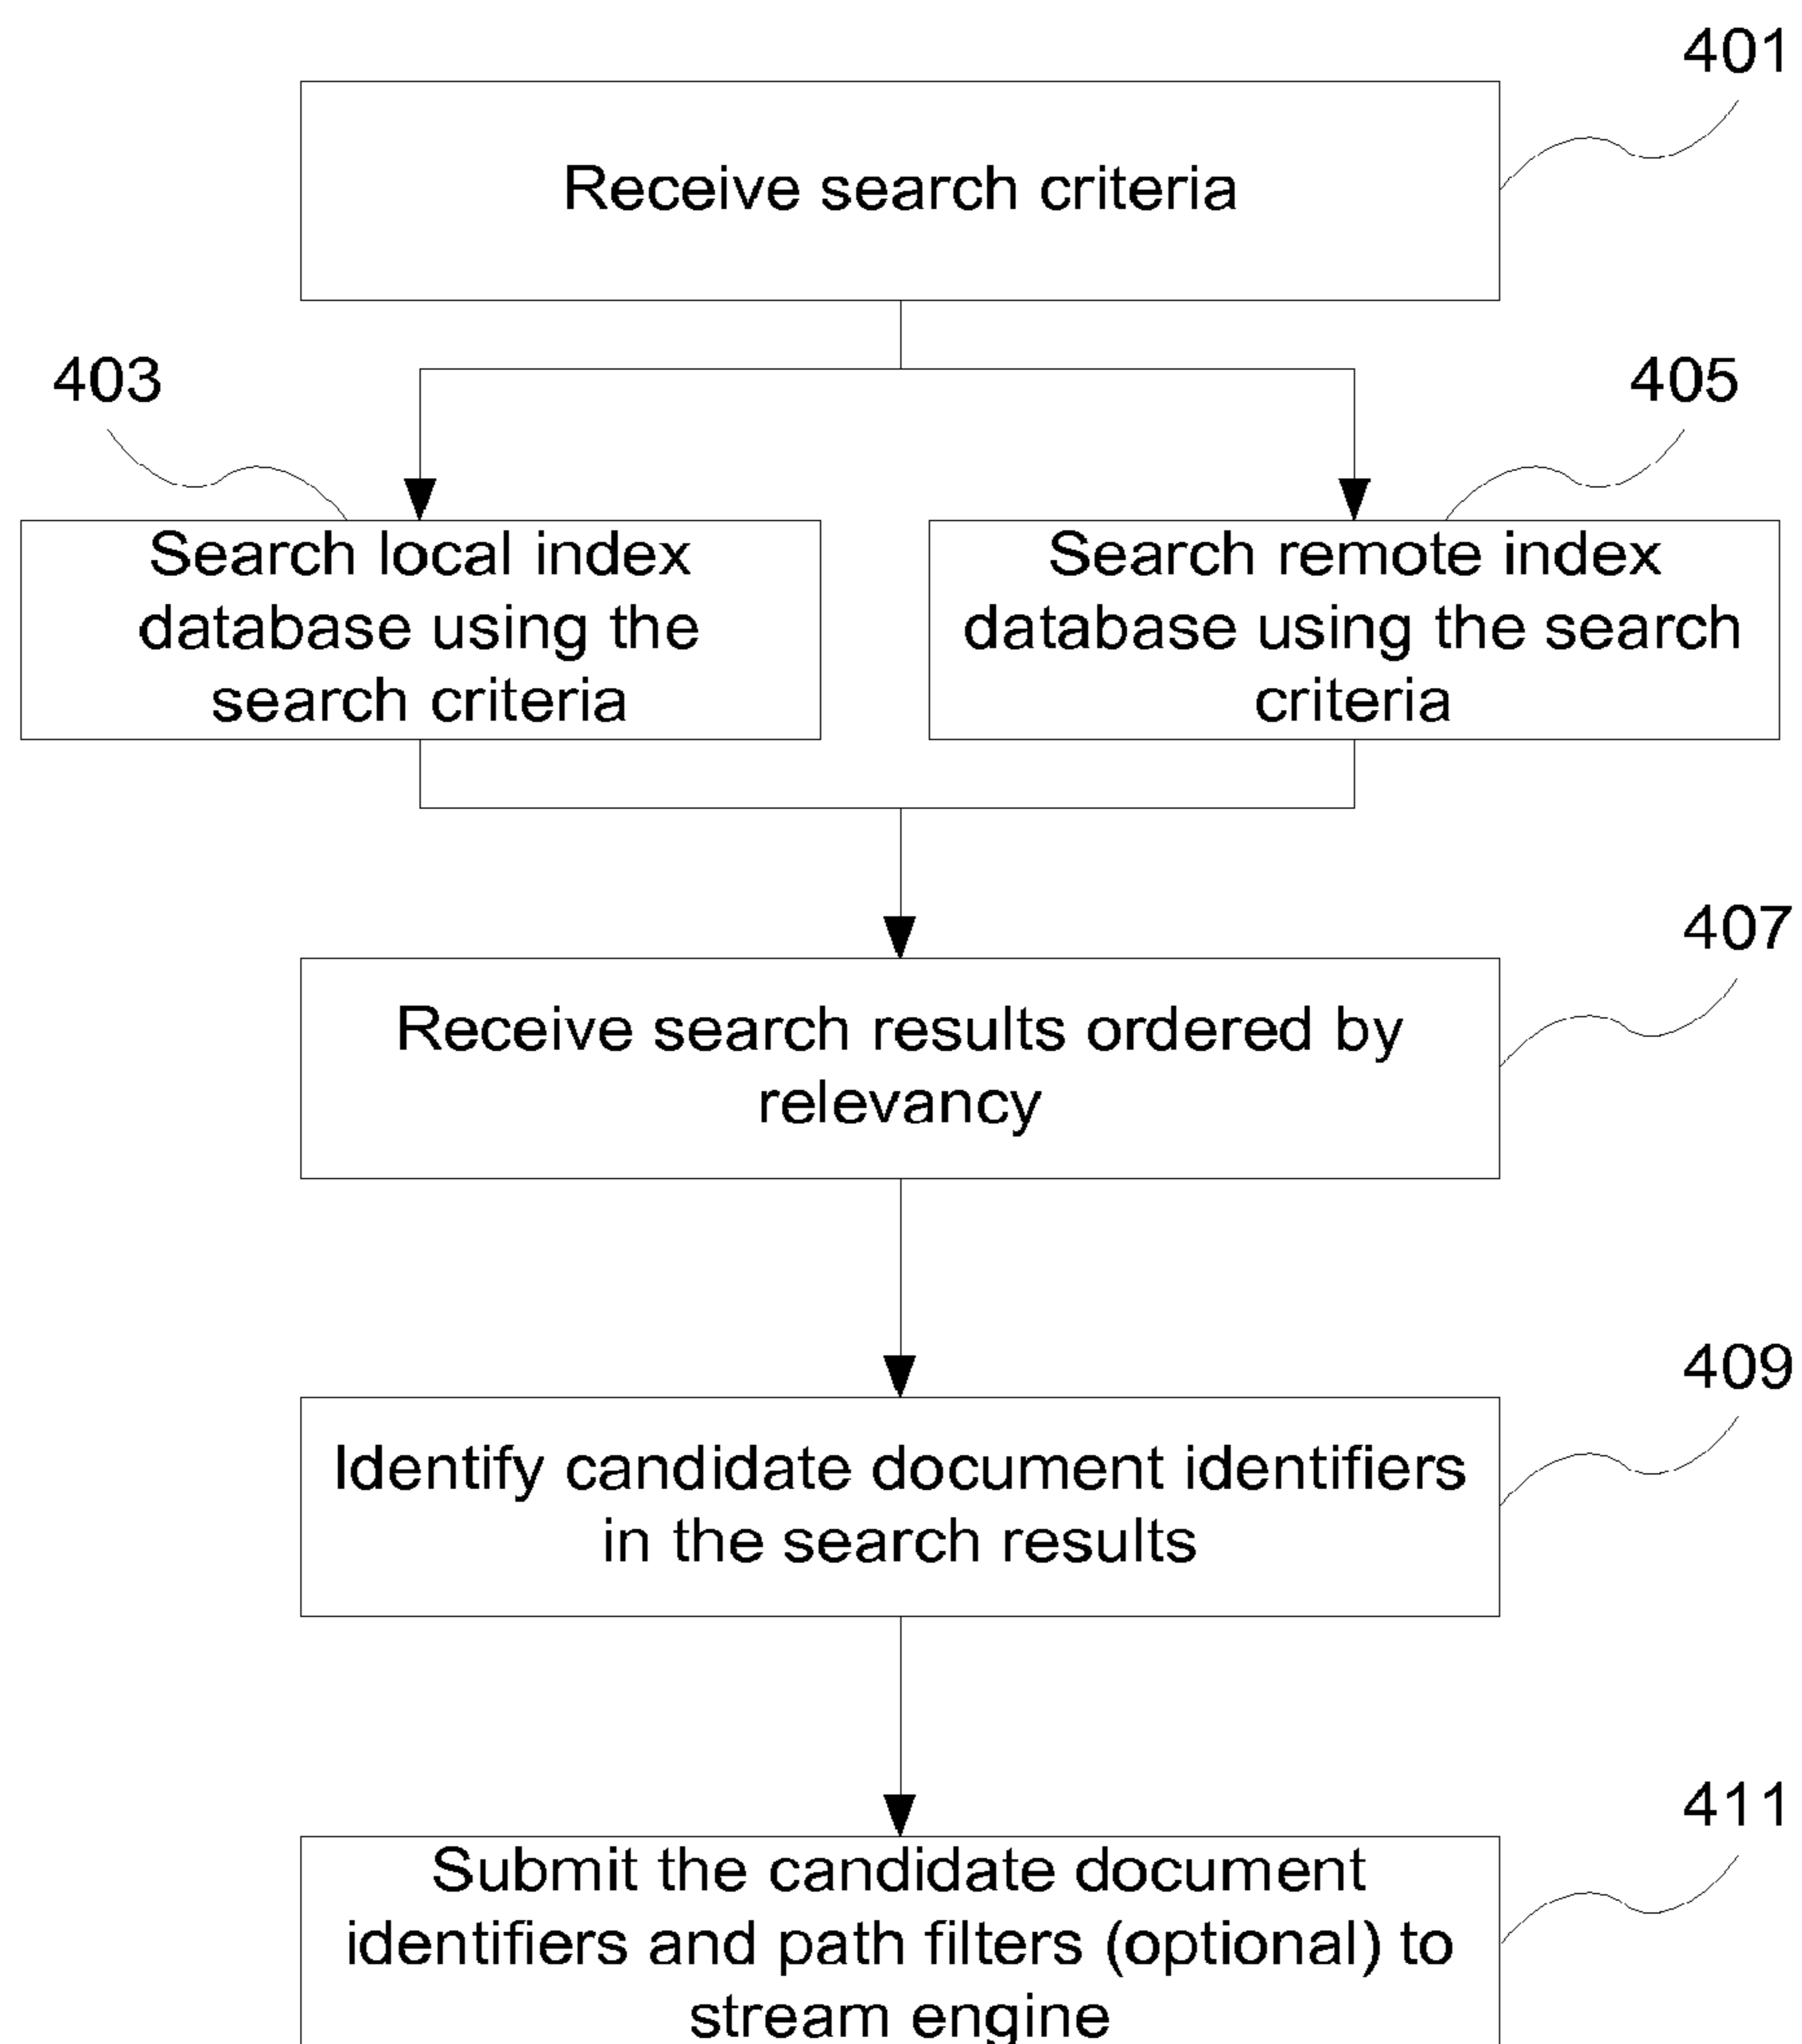 401
Receive search criteria
403
405
Search local index
database using the
search criteria
Search remote index
database using the search
criteria
407
Receive search results ordered by
relevancy
409
Identify candidate document identifiers
in the search results
411
Submit the candidate document
identifiers and path filters (optional) to
stream engine